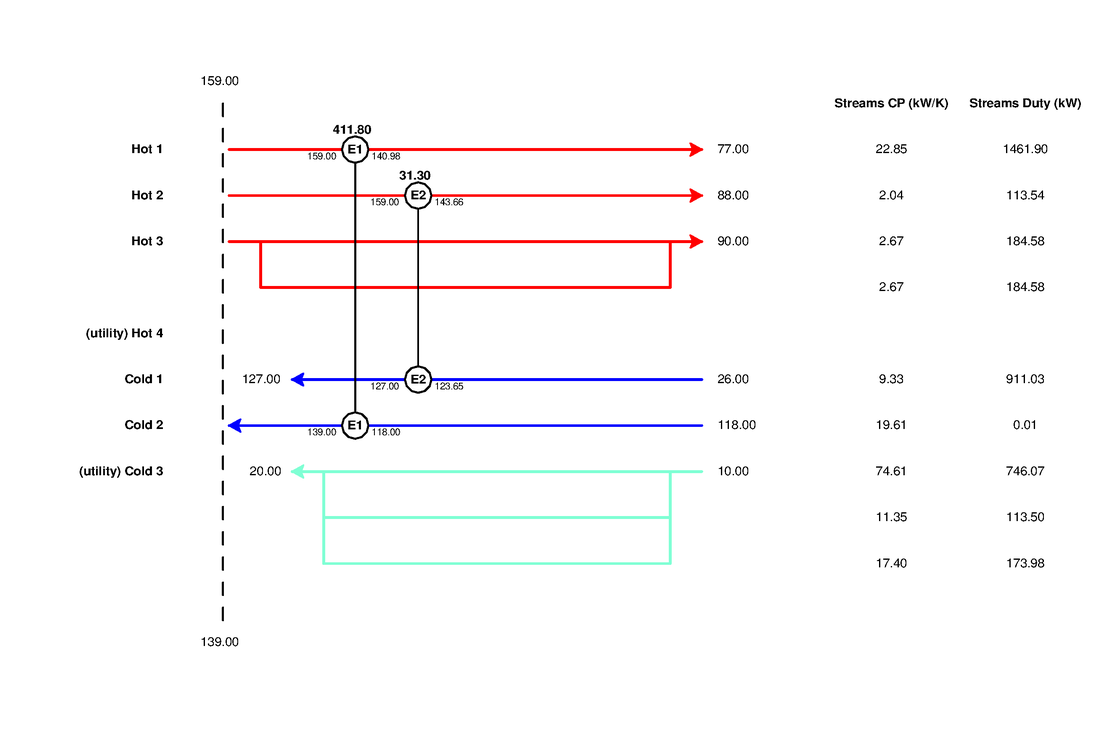 159.00
Streams CP (kW/K) Streams Duty (kW)
411.80
Hot 1 E1 77.00 22.85 1461.90
159.00 140.98
31.30
Hot 2 E2 88.00 2.04 113.54
159.00 143.66
Hot 3 90.00 2.67 184.58
2.67 184.58
(utility) Hot 4
Cold 1 127.00 E2 26.00 9.33 911.03
127.00 123.65
Cold 2 E1 118.00 19.61 0.01
139.00 118.00
(utility) Cold 3 20.00 10.00 74.61 746.07
11.35 113.50
17.40 173.98
139.00